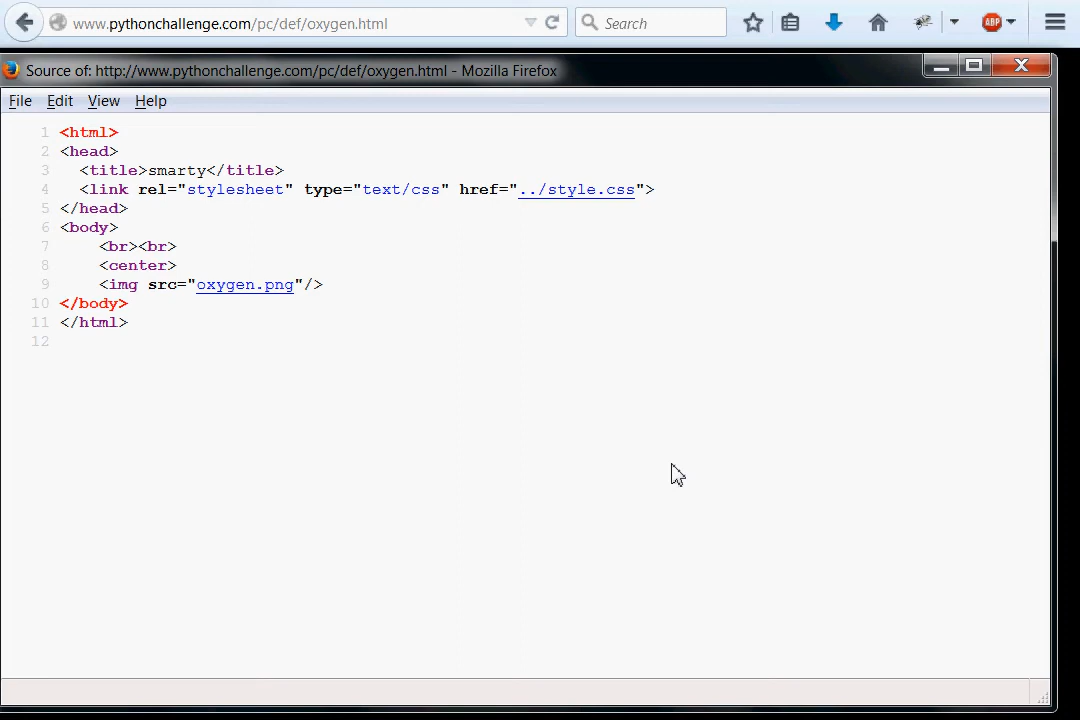 www.pythonchallenge.com/pc/def/oxygen.html Search ABP
Source of: http://www.pythonchallenge.com/pc/def/oxygen.html - Mozilla Firefox
File Edit View Help
1 <html>
2 <head>
3 <title>smarty</title>
4 <link rel="stylesheet" type="text/css" href="../style.css">
5 </head>
6 <body>
7 <br><br>
8 <center>
9 <img src="oxygen.png"/>
10 </body>
11 </html>
12